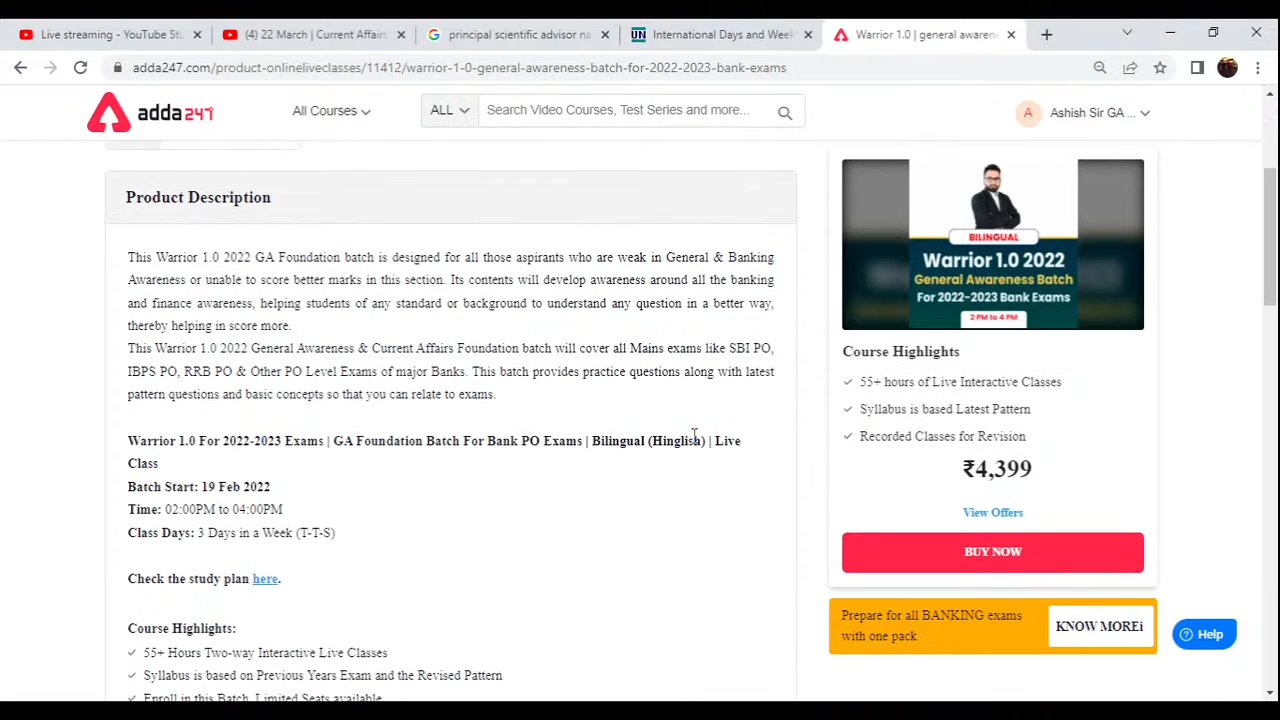 Live streaming - YouTube Stu
(4) 22 March | Current Affairs
principal scientific advisor na
UN
International Days and Week
Warrior 1.0 | general awaren
adda247.com/product-onlineliveclasses/11412/warrior-1-0-general-awareness-batch-for-2022-2023-bank-exams
adda247
All Courses
ALL
Search Video Courses, Test Series and more...
A
Ashish Sir GA ...
Product Description
This Warrior 1.0 2022 GA Foundation batch is designed for all those aspirants who are weak in General & Banking
Awareness or unable to score better marks in this section. Its contents will develop awareness around all the banking
and finance awareness, helping students of any standard or background to understand any question in a better way,
thereby helping in score more.
This Warrior 1.0 2022 General Awareness & Current Affairs Foundation batch will cover all Mains exams like SBI PO,
IBPS PO, RRB PO & Other PO Level Exams of major Banks. This batch provides practice questions along with latest
pattern questions and basic concepts so that you can relate to exams.
Warrior 1.0 For 2022-2023 Exams | GA Foundation Batch For Bank PO Exams | Bilingual (Hinglish) | Live
Class
Batch Start: 19 Feb 2022
Time: 02:00PM to 04:00PM
Class Days: 3 Days in a Week (T-T-S)
Check the study plan here.
Course Highlights:
55+ Hours Two-way Interactive Live Classes
Syllabus is based on Previous Years Exam and the Revised Pattern
Enroll in this Batch. Limited Seats available
BILINGUAL
Warrior 1.0 2022
General Awareness Batch
For 2022-2023 Bank Exams
2 PM to 4 PM
Course Highlights
55+ hours of Live Interactive Classes
Syllabus is based Latest Pattern
Recorded Classes for Revision
₹4,399
View Offers
BUY NOW
Prepare for all BANKING exams
with one pack
KNOW MOREi
Help